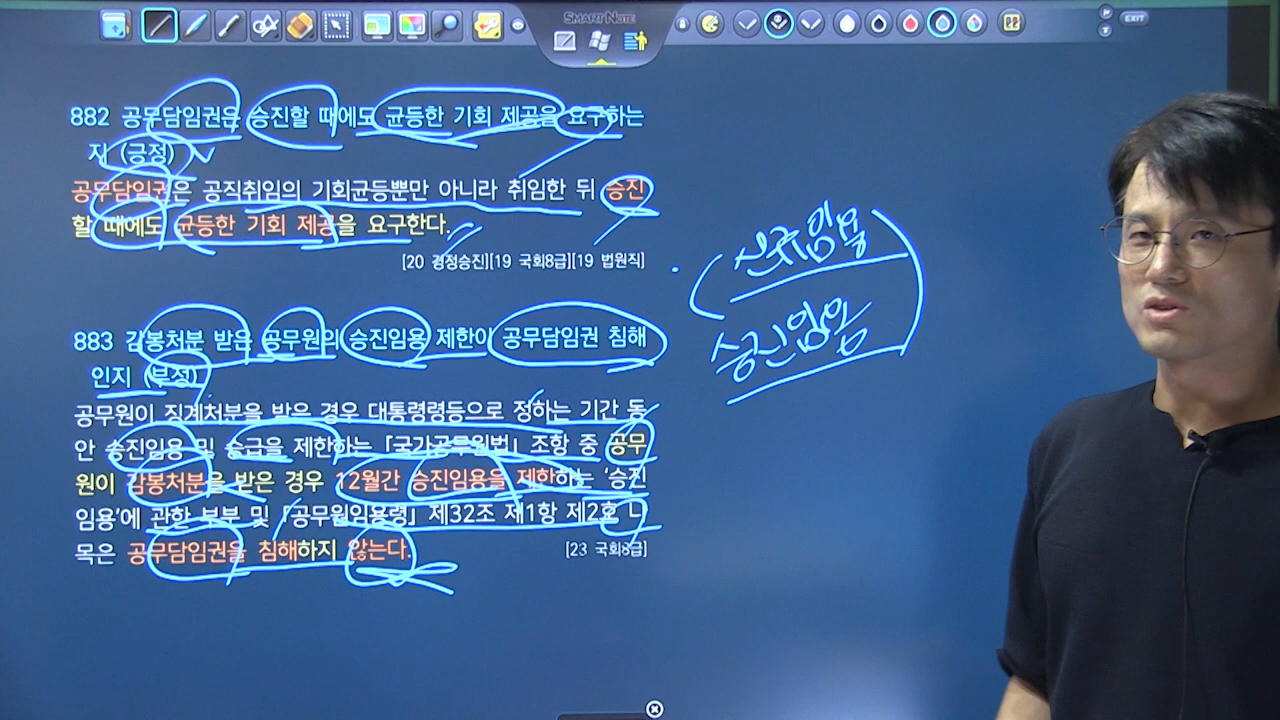 SMART NOTE
EXIT
882 공무담임권은 승진할 때에도 균등한 기회 제공을 요구하는
지 (긍정)
공무담임권은 공직취임의 기회균등뿐만 아니라 취임한 뒤 승진
할 때에도 균등한 기회 제공을 요구한다.
[20 경정승진][19 국회8급][19 법원직]
신규임용
승진임용
883 감봉처분 받은 공무원의 승진임용 제한이 공무담임권 침해
인지 (부정)
공무원이 징계처분을 받은 경우 대통령령등으로 정하는 기간 동
안 승진임용 및 승급을 제한하는 「국가공무원법」 조항 중 공무
원이 감봉처분을 받은 경우 12월간 승진임용을 제한하는 '승진
임용'에 관한 부부 및 「공무원임용령」 제32조 제1항 제2호 나
목은 공무담임권을 침해하지 않는다.
[23 국회8급]